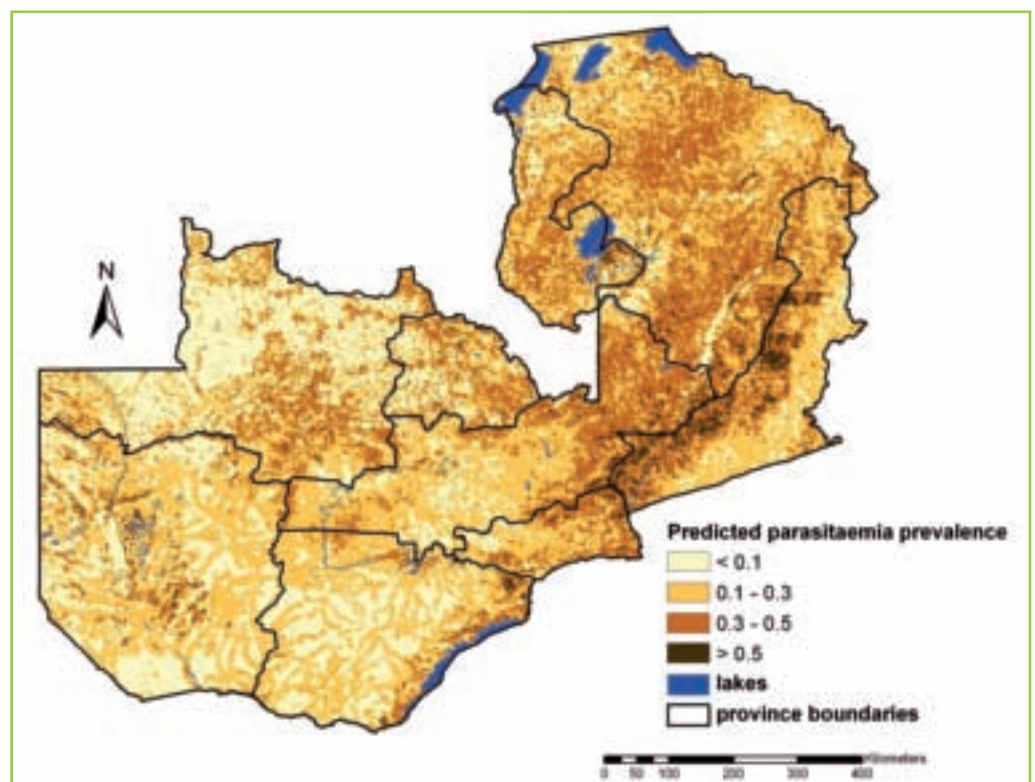 N
Predicted parasitaemia prevalence
< 0.1
0.1 - 0.3
0.3 - 0.5
> 0.5
lakes
province boundaries
Kilometers
0 50 100 200 300 400